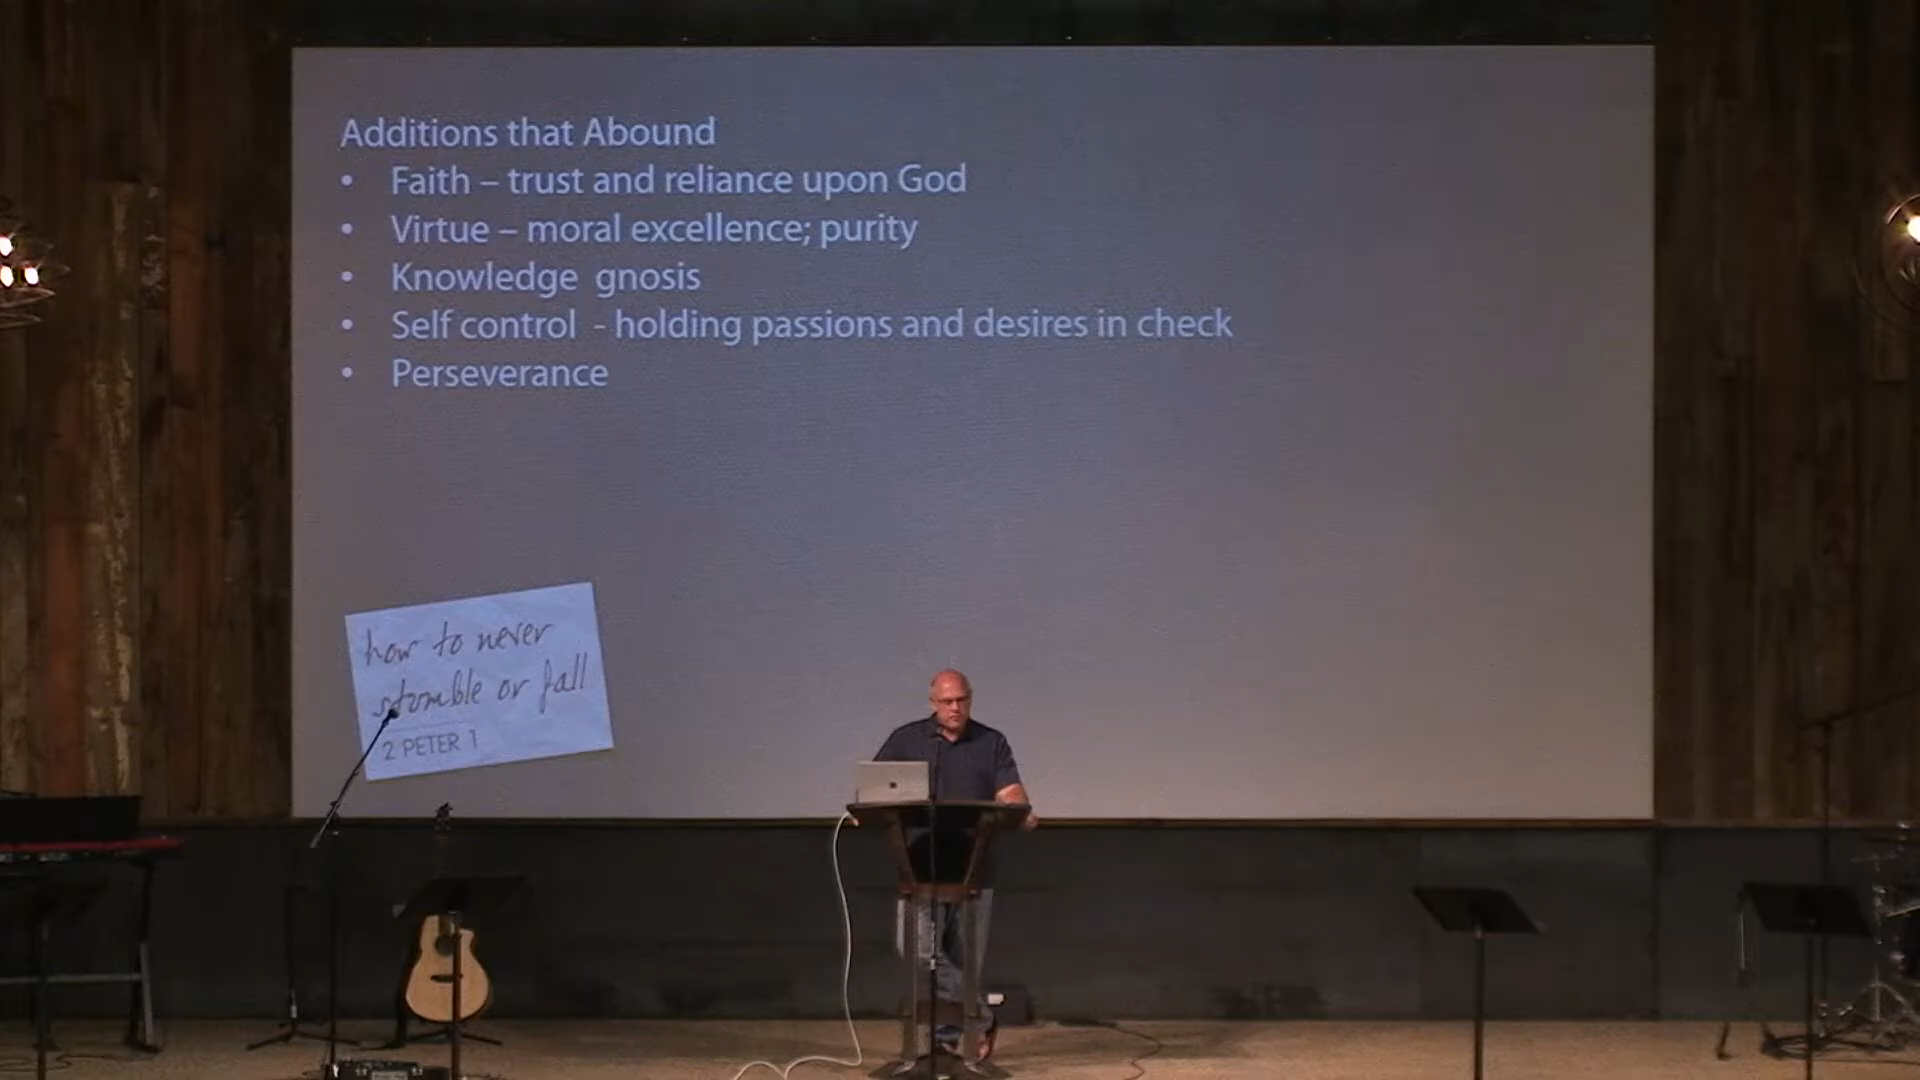 Additions that Abound
• Faith – trust and reliance upon God
• Virtue – moral excellence; purity
• Knowledge gnosis
• Self control - holding passions and desires in check
• Perseverance
how to never
stumble or fall
2 PETER 1